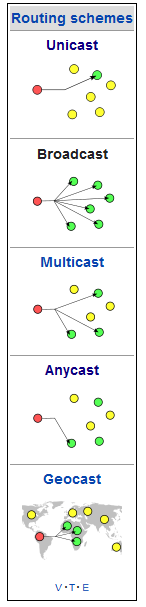 Routing schemes
Unicast
Broadcast
Multicast
Anycast
Geocast
V · T · E